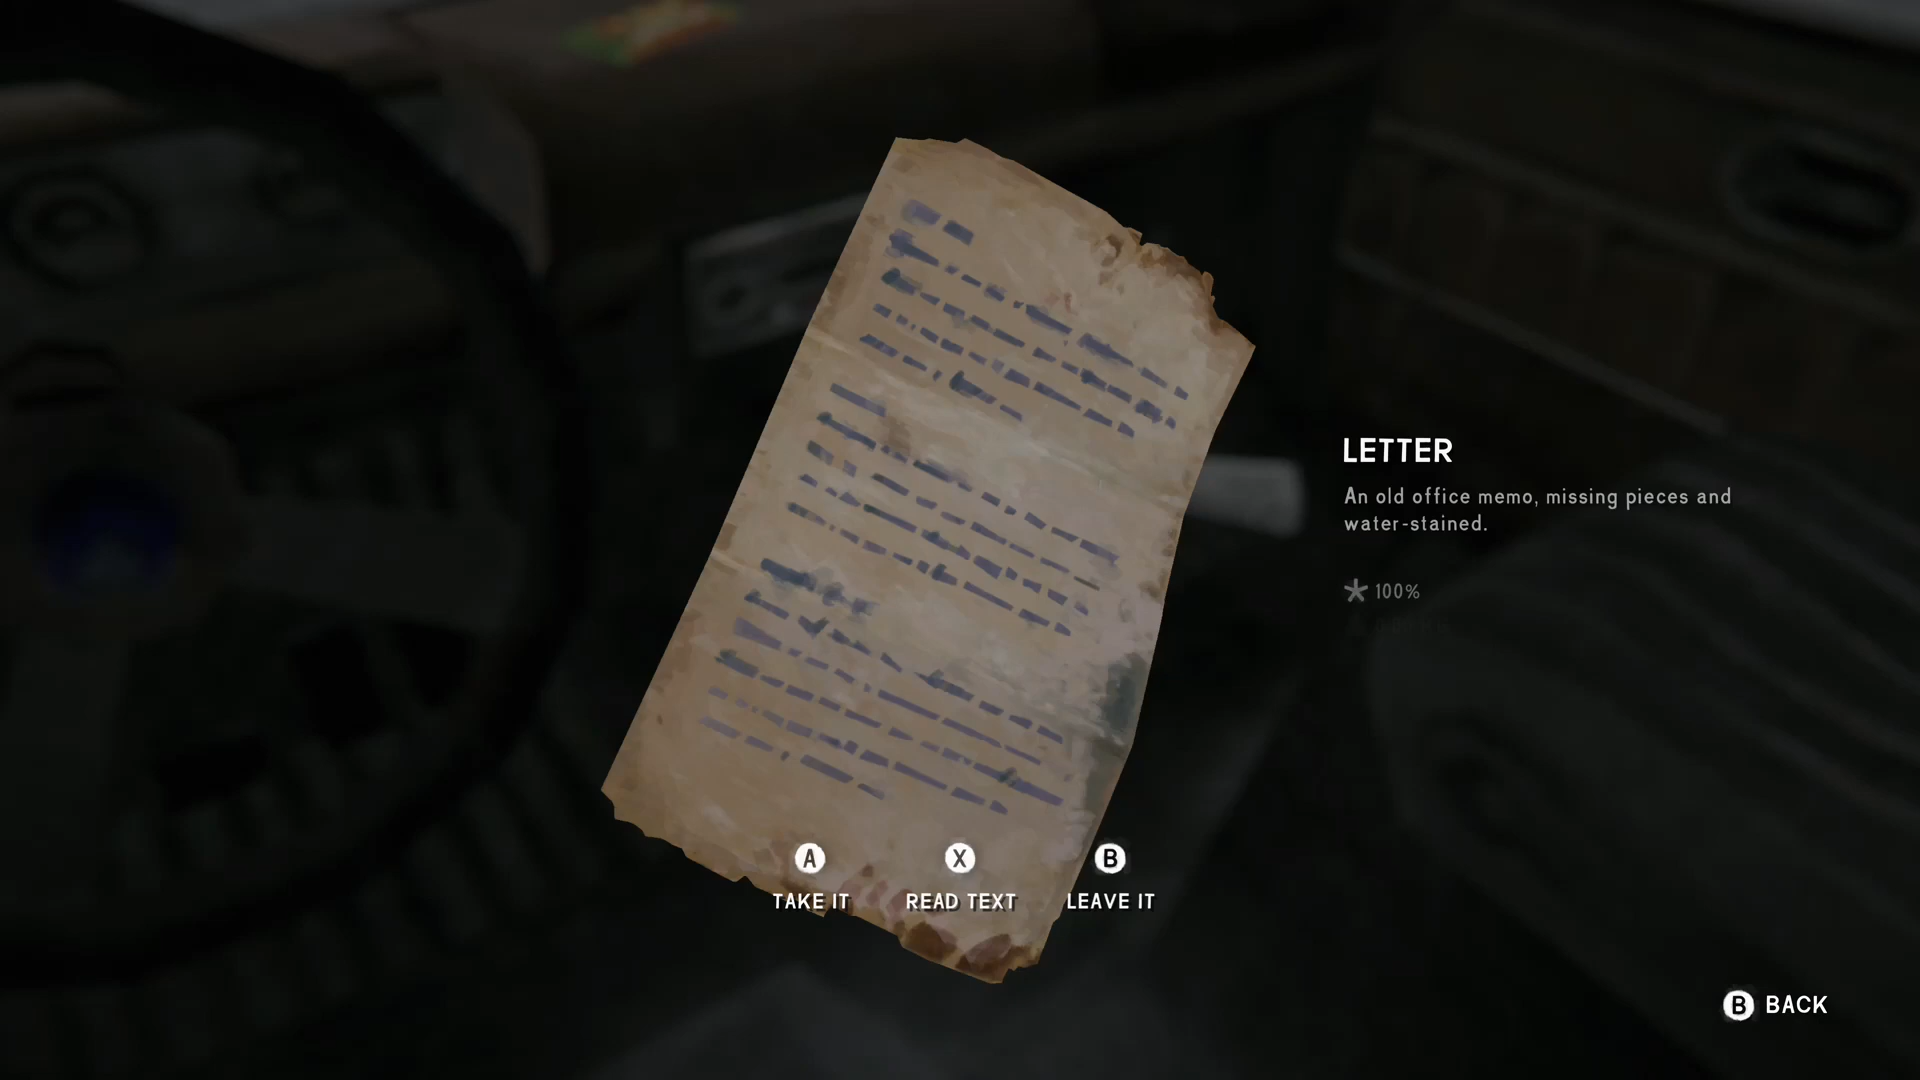 LETTER
An old office memo, missing pieces and
water-stained.
100%
A X B
TAKE IT READ TEXT LEAVE IT
B BACK